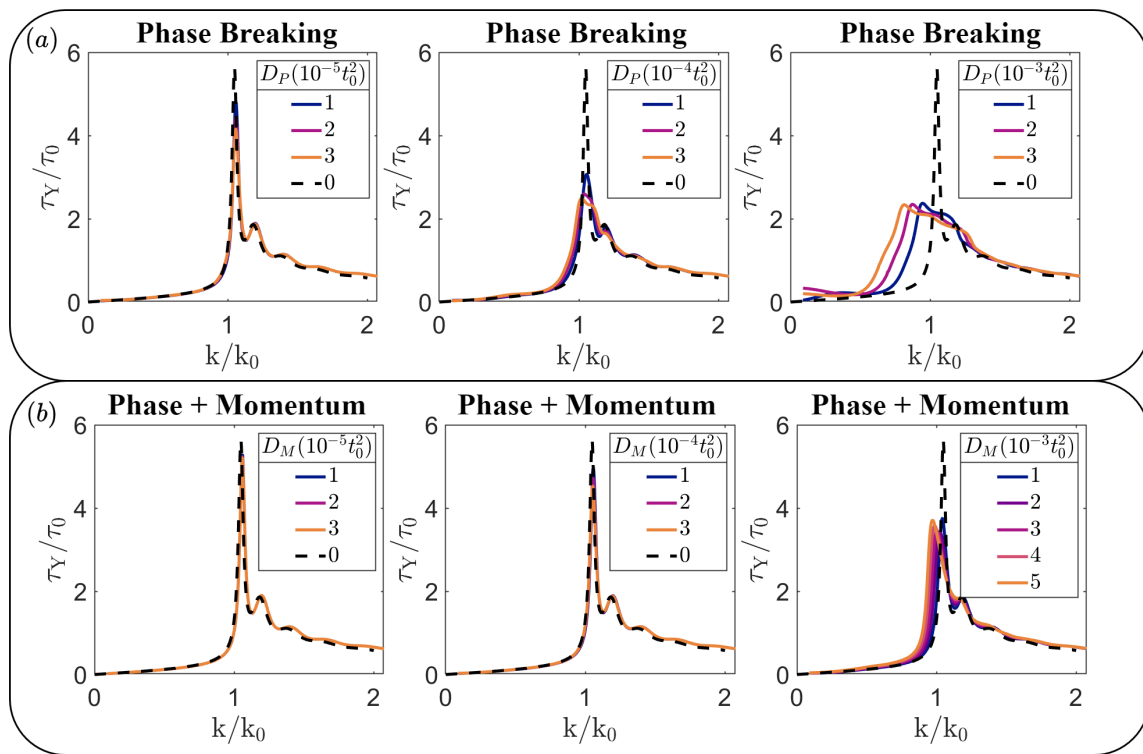 (a)
Phase Breaking
D_P(10^{-5}t_0^2)
1
2
3
0
τ_Y/τ_0
6
4
2
0
0
1
2
k/k_0
Phase Breaking
D_P(10^{-4}t_0^2)
1
2
3
0
τ_Y/τ_0
6
4
2
0
0
1
2
k/k_0
Phase Breaking
D_P(10^{-3}t_0^2)
1
2
3
0
τ_Y/τ_0
6
4
2
0
0
1
2
k/k_0
(b)
Phase + Momentum
D_M(10^{-5}t_0^2)
1
2
3
0
τ_Y/τ_0
6
4
2
0
0
1
2
k/k_0
Phase + Momentum
D_M(10^{-4}t_0^2)
1
2
3
0
τ_Y/τ_0
6
4
2
0
0
1
2
k/k_0
Phase + Momentum
D_M(10^{-3}t_0^2)
1
2
3
4
5
τ_Y/τ_0
6
4
2
0
0
1
2
k/k_0